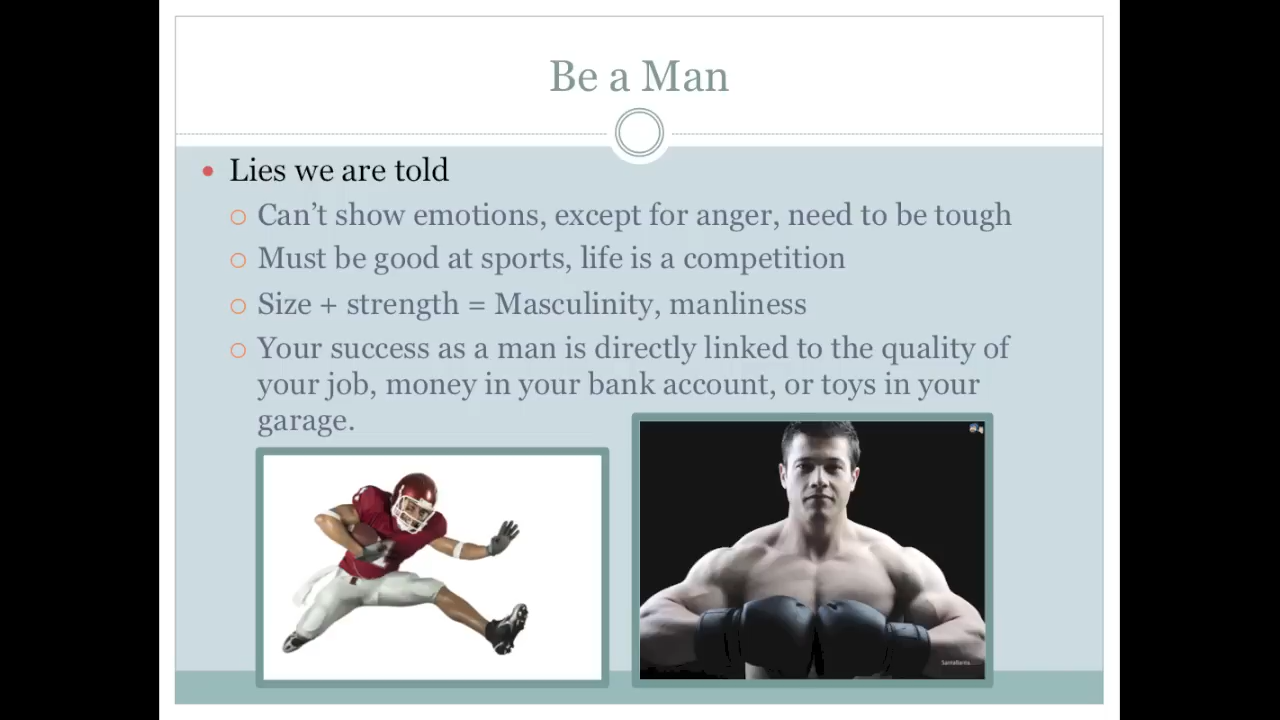 Be a Man
Lies we are told
Can't show emotions, except for anger, need to be tough
Must be good at sports, life is a competition
Size + strength = Masculinity, manliness
Your success as a man is directly linked to the quality of
your job, money in your bank account, or toys in your
garage.